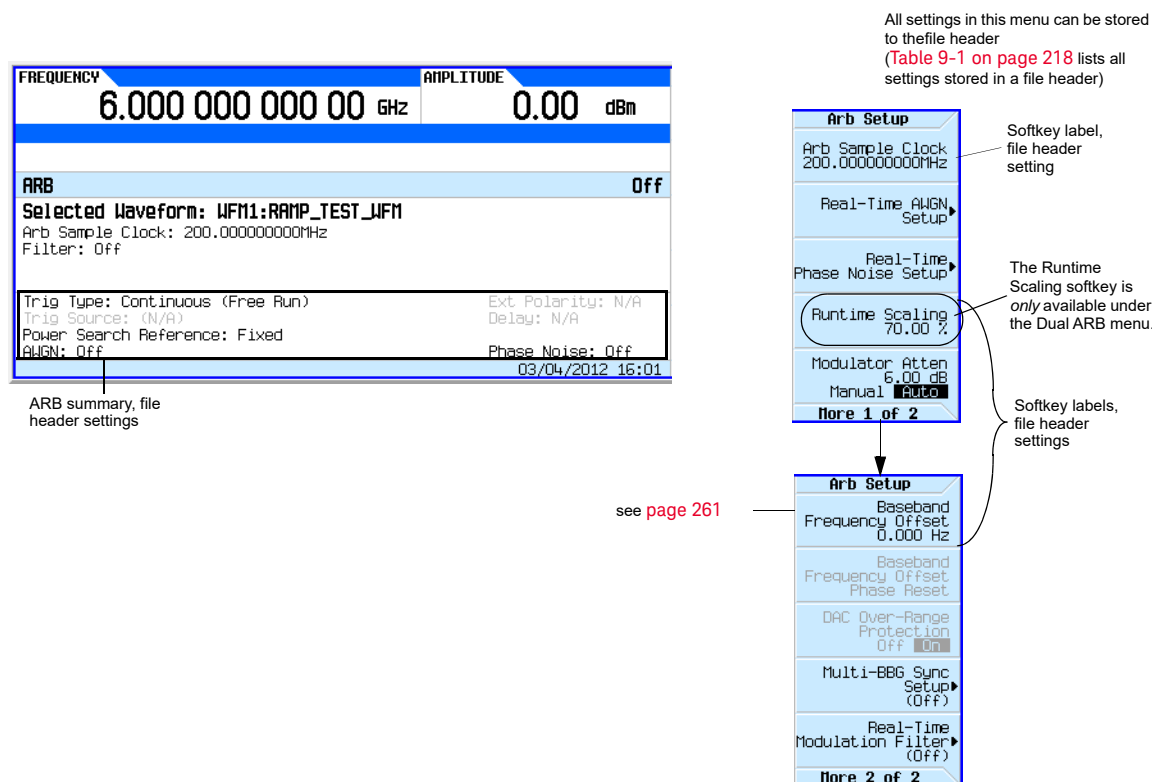 All settings in this menu can be stored
to thefile header
(Table 9-1 on page 218 lists all
settings stored in a file header)
FREQUENCY
AMPLITUDE
6.000 000 000 00 GHz
0.00 dBm
ARB
Off
Selected Waveform: WFM1:RAMP_TEST_WFM
Arb Sample Clock: 200.000000000MHz
Filter: Off
Trig Type: Continuous (Free Run)
Ext Polarity: N/A
Trig Source: (N/A)
Delay: N/A
Power Search Reference: Fixed
AWGN: Off
Phase Noise: Off
03/04/2012 16:01
ARB summary, file
header settings
Arb Setup
Arb Sample Clock
200.000000000MHz
Real-Time AWGN
Setup
Real-Time
Phase Noise Setup
Runtime Scaling
70.00 %
Modulator Atten
6.00 dB
Manual Auto
More 1 of 2
Softkey label,
file header
setting
The Runtime
Scaling softkey is
only available under
the Dual ARB menu.
Softkey labels,
file header
settings
see page 261
Arb Setup
Baseband
Frequency Offset
0.000 Hz
Baseband
Frequency Offset
Phase Reset
DAC Over-Range
Protection
Off On
Multi-BBG Sync
Setup
(Off)
Real-Time
Modulation Filter
(Off)
More 2 of 2